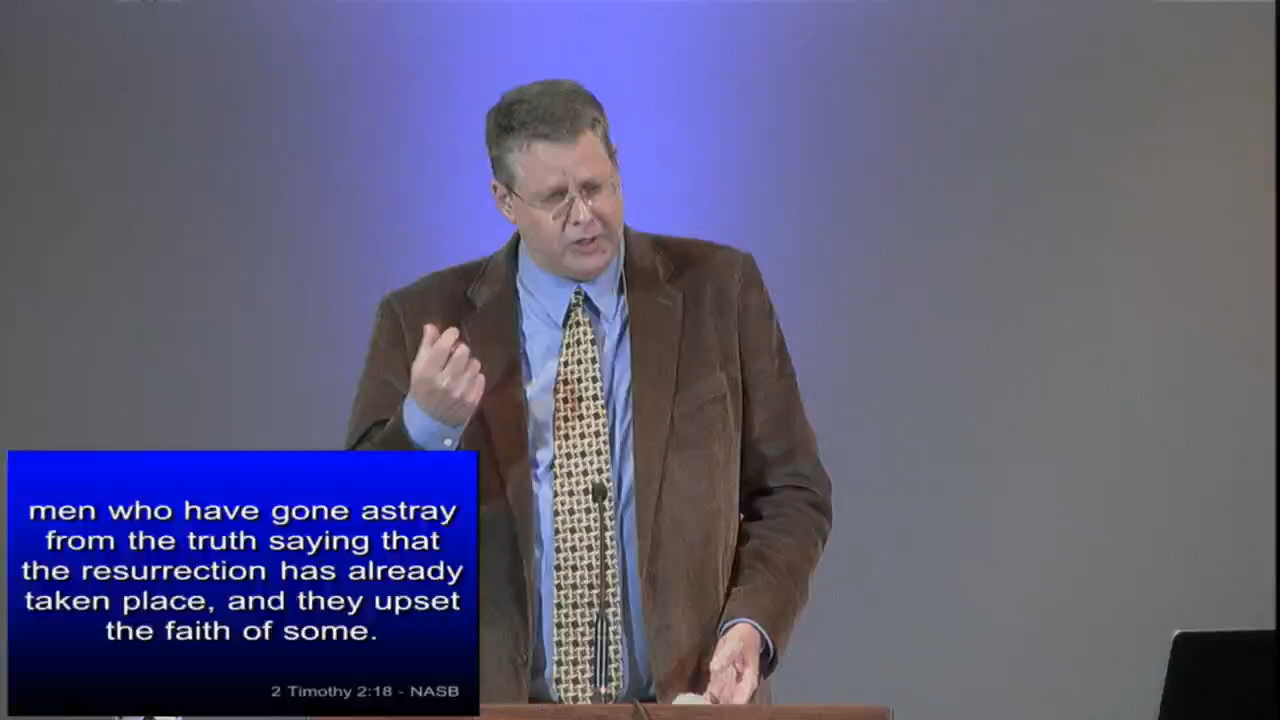 men who have gone astray
from the truth saying that
the resurrection has already
taken place, and they upset
the faith of some.
2 Timothy 2:18 - NASB